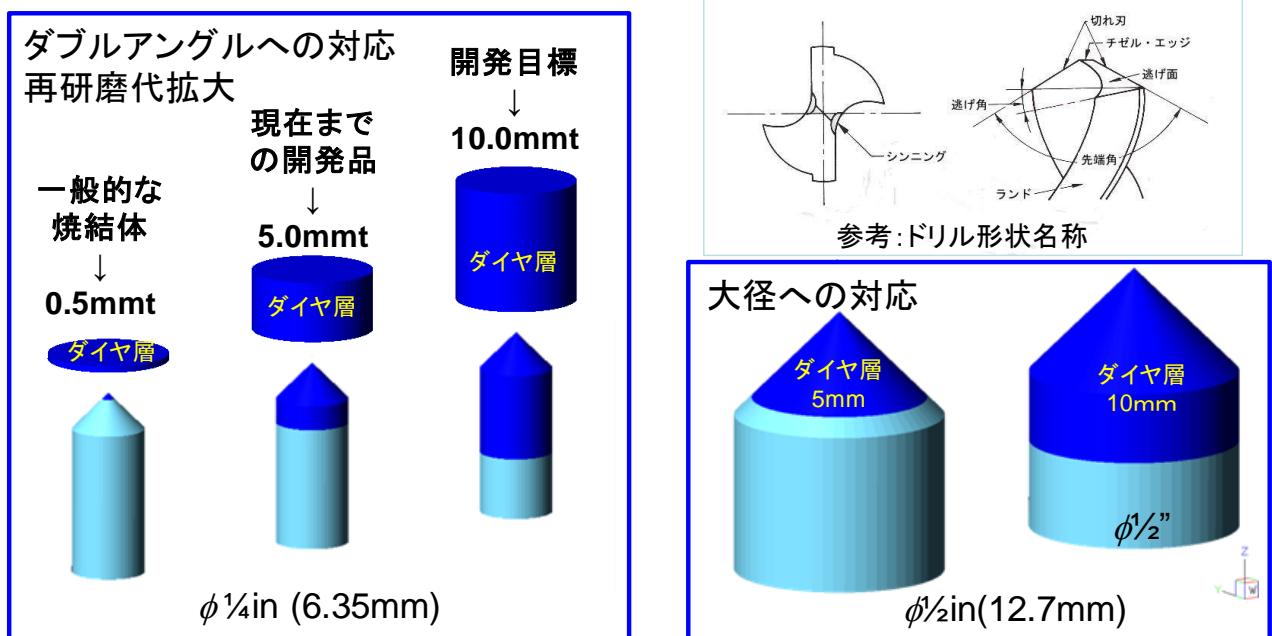 ダブルアングルへの対応
再研磨代拡大
一般的な
焼結体
↓
0.5mmt
ダイヤ層
現在まで
の開発品
↓
5.0mmt
ダイヤ層
開発目標
↓
10.0mmt
ダイヤ層
φ¼in (6.35mm)
シンニング
切れ刃
チゼル・エッジ
逃げ面
逃げ角
先端角
ランド
参考:ドリル形状名称
大径への対応
ダイヤ層
5mm
ダイヤ層
10mm
φ½”
φ½in(12.7mm)
Z
Y
W